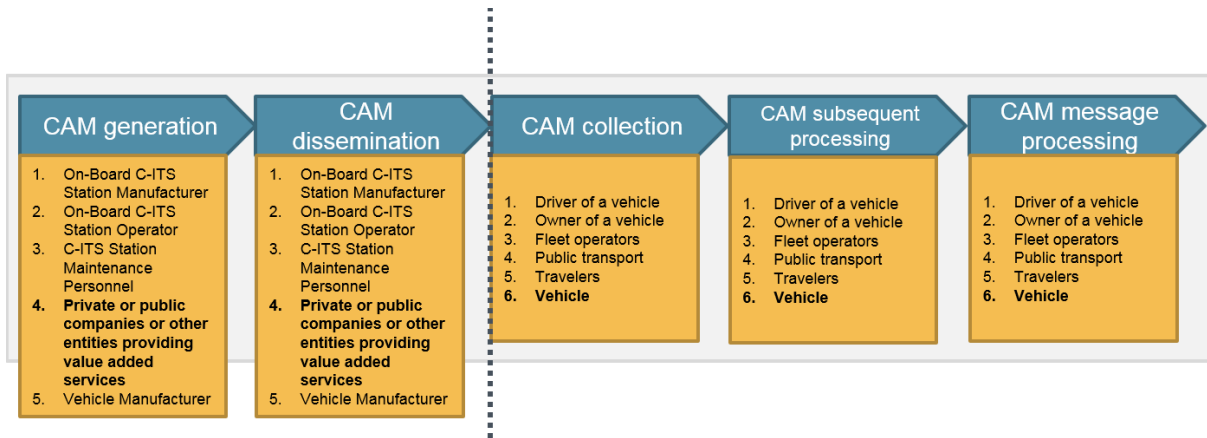 CAM generation
1. On-Board C-ITS
Station Manufacturer
2. On-Board C-ITS
Station Operator
3. C-ITS Station
Maintenance
Personnel
4. Private or public
companies or other
entities providing
value added
services
5. Vehicle Manufacturer
CAM
dissemination
1. On-Board C-ITS
Station Manufacturer
2. On-Board C-ITS
Station Operator
3. C-ITS Station
Maintenance
Personnel
4. Private or public
companies or other
entities providing
value added
services
5. Vehicle Manufacturer
CAM collection
1. Driver of a vehicle
2. Owner of a vehicle
3. Fleet operators
4. Public transport
5. Travelers
6. Vehicle
CAM subsequent
processing
1. Driver of a vehicle
2. Owner of a vehicle
3. Fleet operators
4. Public transport
5. Travelers
6. Vehicle
CAM message
processing
1. Driver of a vehicle
2. Owner of a vehicle
3. Fleet operators
4. Public transport
5. Travelers
6. Vehicle